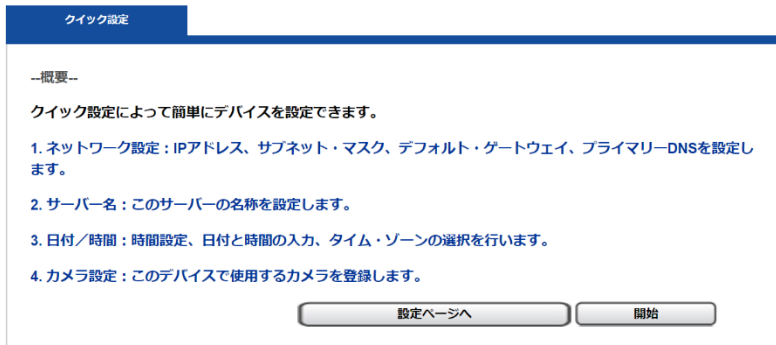 クイック設定
--概要--
クイック設定によって簡単にデバイスを設定できます。
1. ネットワーク設定：IPアドレス、サブネット・マスク、デフォルト・ゲートウェイ、プライマリーDNSを設定し
ます。
2. サーバー名：このサーバーの名称を設定します。
3. 日付／時間：時間設定、日付と時間の入力、タイム・ゾーンの選択を行います。
4. カメラ設定：このデバイスで使用するカメラを登録します。
設定ページへ 開始